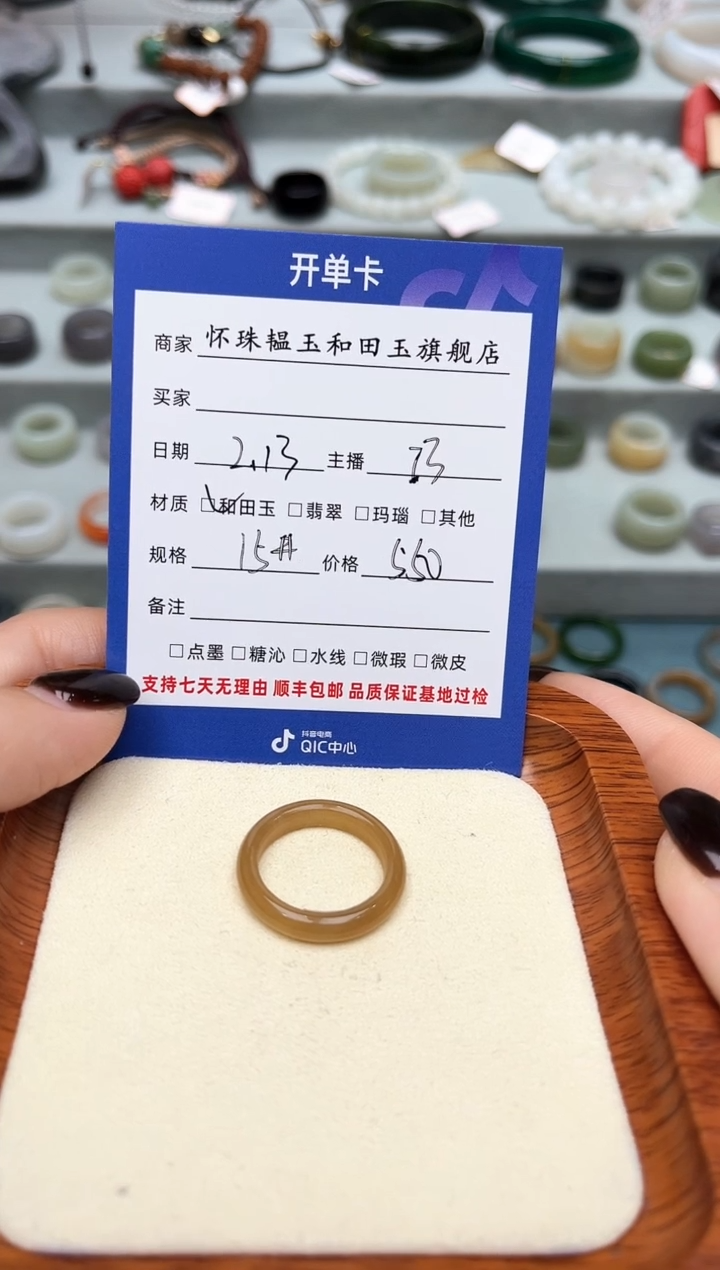 开单卡
商家 怀珠韫玉和田玉旗舰店
买家
日期 2.13 主播
材质 ☑和田玉 ☐翡翠 ☐玛瑙 ☐其他
规格 15# 价格 550
备注
☐点墨 ☐糖沁 ☐水线 ☐微瑕 ☐微皮
支持七天无理由 顺丰包邮 品质保证基地过检
抖音电商
QIC中心